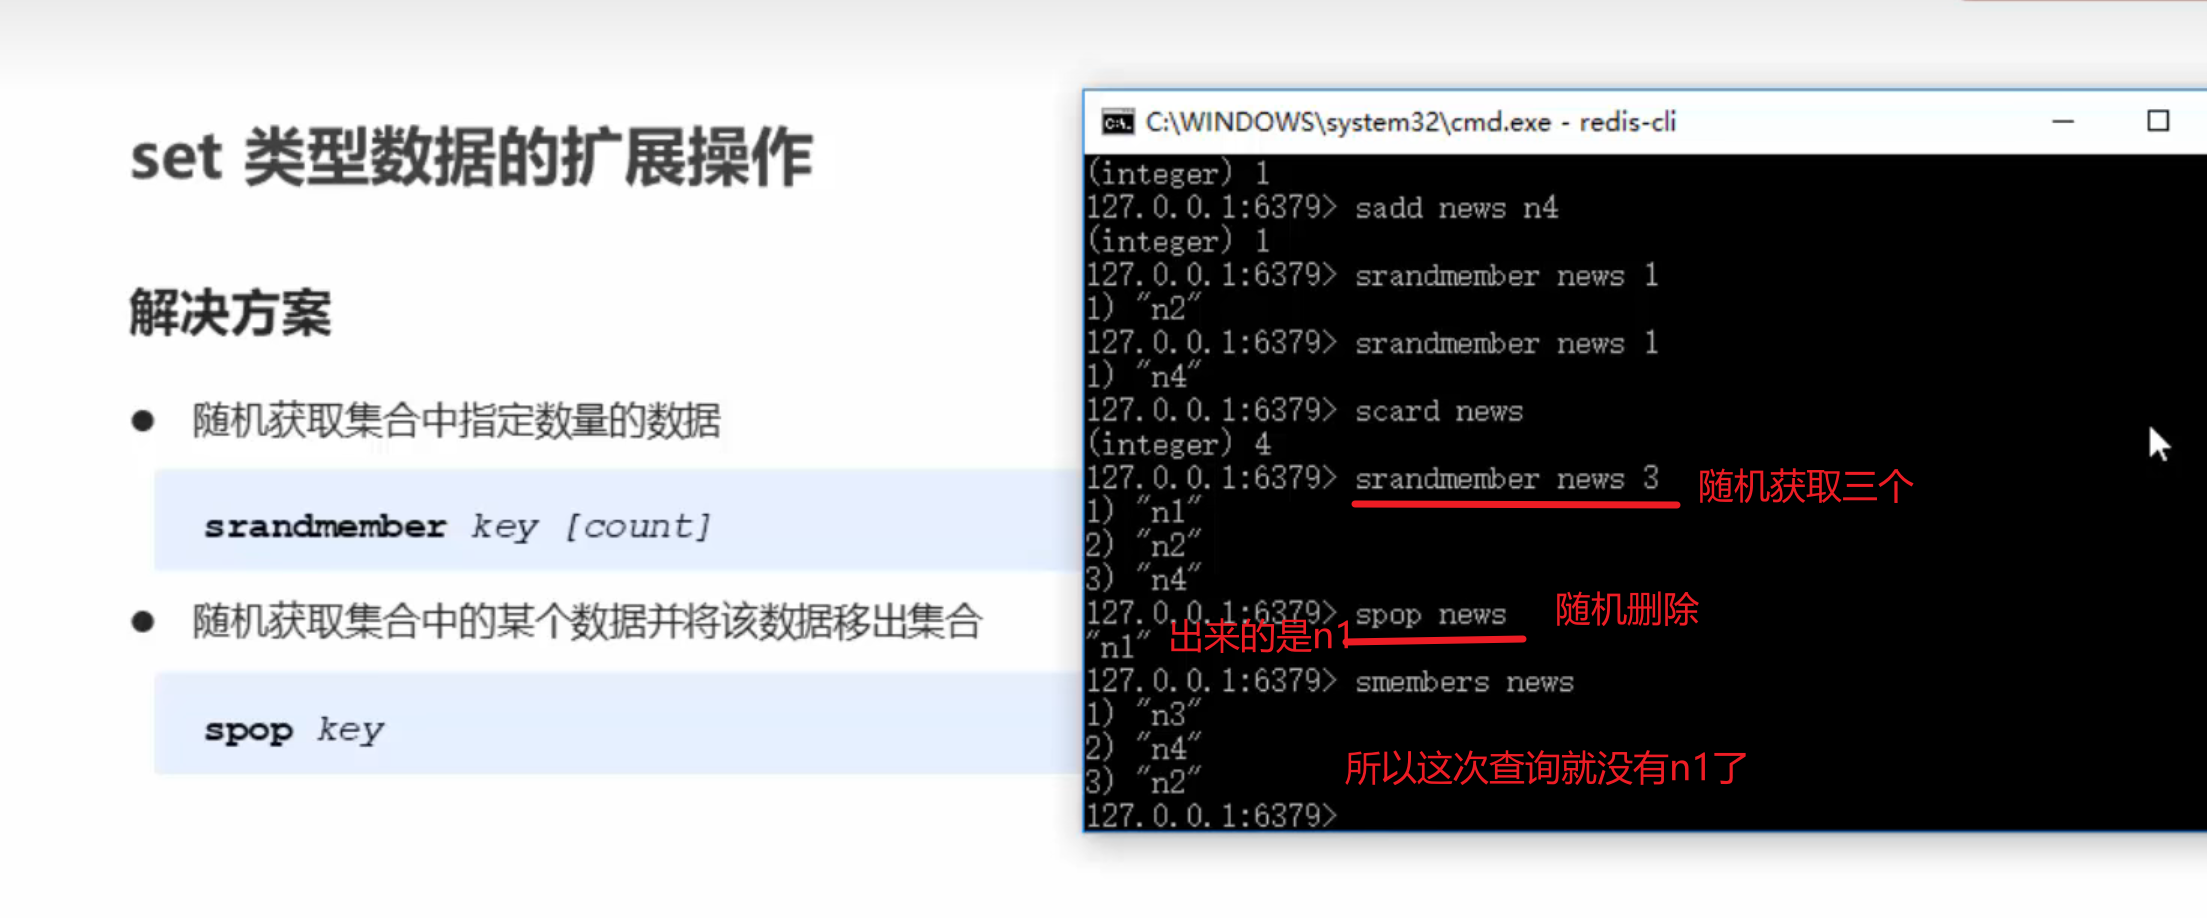 set 类型数据的扩展操作
解决方案
● 随机获取集合中指定数量的数据
srandmember key [count]
● 随机获取集合中的某个数据并将该数据移出集合
spop key
C:\WINDOWS\system32\cmd.exe - redis-cli
(integer) 1
127.0.0.1:6379> sadd news n4
(integer) 1
127.0.0.1:6379> srandmember news 1
1) "n2"
127.0.0.1:6379> srandmember news 1
1) "n4"
127.0.0.1:6379> scard news
(integer) 4
127.0.0.1:6379> srandmember news 3
随机获取三个
1) "n1"
2) "n2"
3) "n4"
127.0.0.1:6379> spop news
随机删除
"n1"
出来的是n1
127.0.0.1:6379> smembers news
1) "n3"
2) "n4"
3) "n2"
所以这次查询就没有n1了
127.0.0.1:6379>